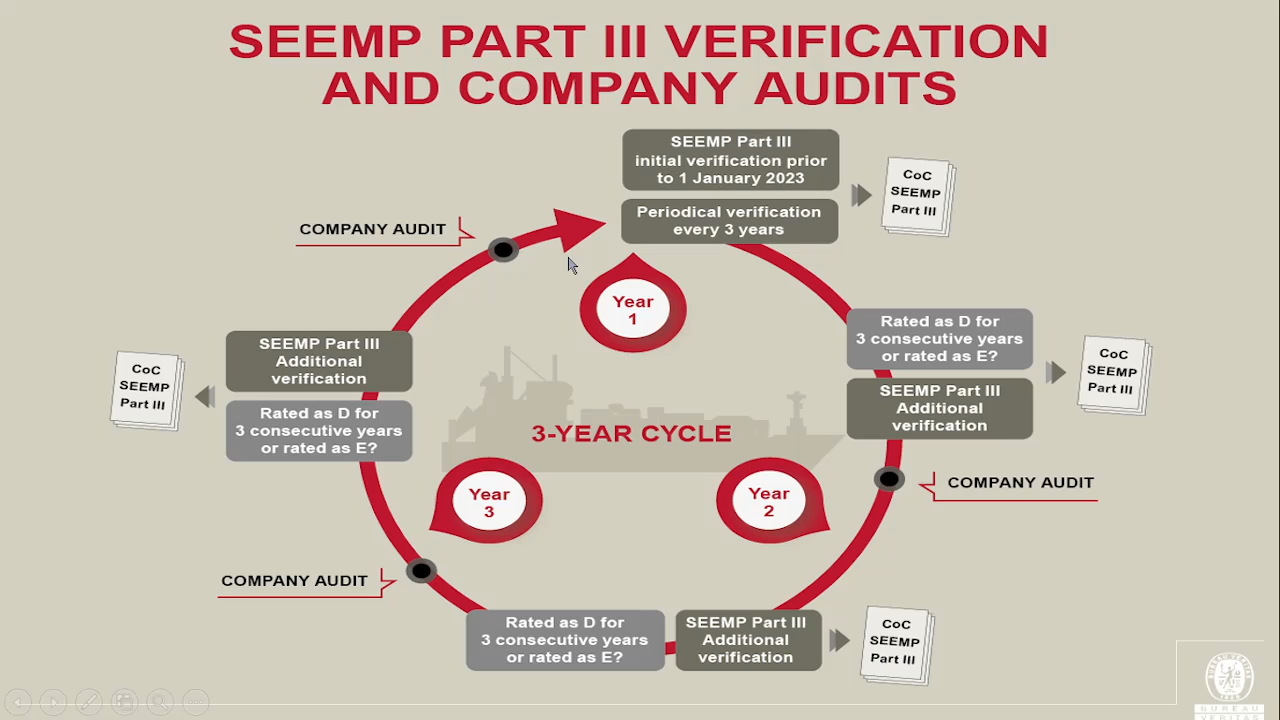 SEEMP PART III VERIFICATION
AND COMPANY AUDITS
SEEMP Part III
initial verification prior
to 1 January 2023
Periodical verification
every 3 years
CoC
SEEMP
Part III
COMPANY AUDIT
Year
1
Rated as D for
3 consecutive years
or rated as E?
SEEMP Part III
Additional
verification
CoC
SEEMP
Part III
SEEMP Part III
Additional
verification
Rated as D for
3 consecutive years
or rated as E?
CoC
SEEMP
Part III
3-YEAR CYCLE
Year
3
Year
2
COMPANY AUDIT
COMPANY AUDIT
Rated as D for
3 consecutive years
or rated as E?
SEEMP Part III
Additional
verification
CoC
SEEMP
Part III
BUREAU
VERITAS